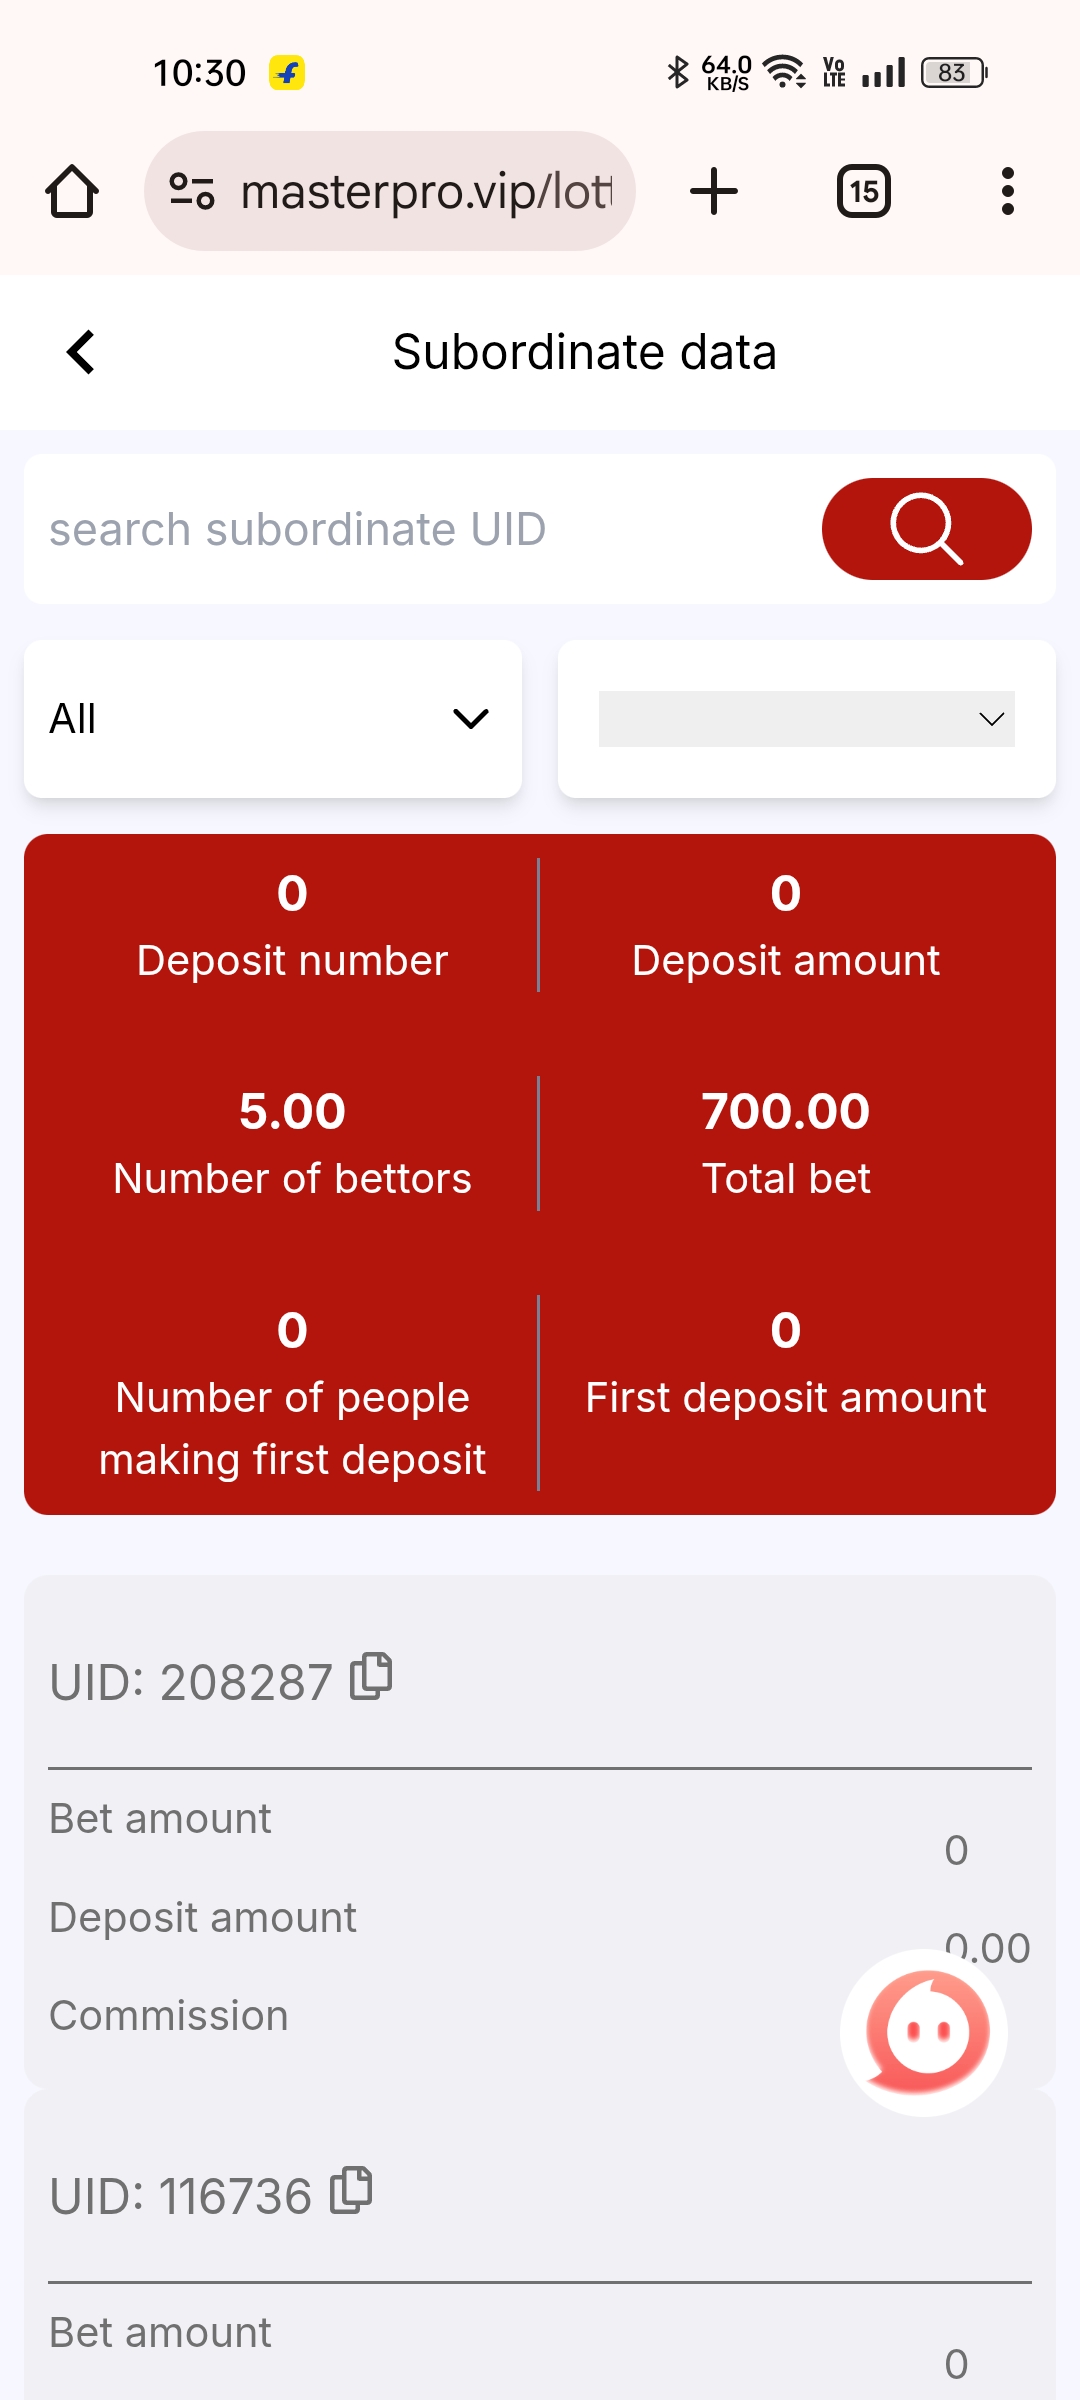 10:30
64.0
KB/S
Vo
LTE
83
masterpro.vip/lott
15
Subordinate data
search subordinate UID
All
0
0
Deposit number
Deposit amount
5.00
700.00
Number of bettors
Total bet
0
0
Number of people
making first deposit
First deposit amount
UID: 208287
Bet amount
0
Deposit amount
0.00
Commission
UID: 116736
Bet amount
0